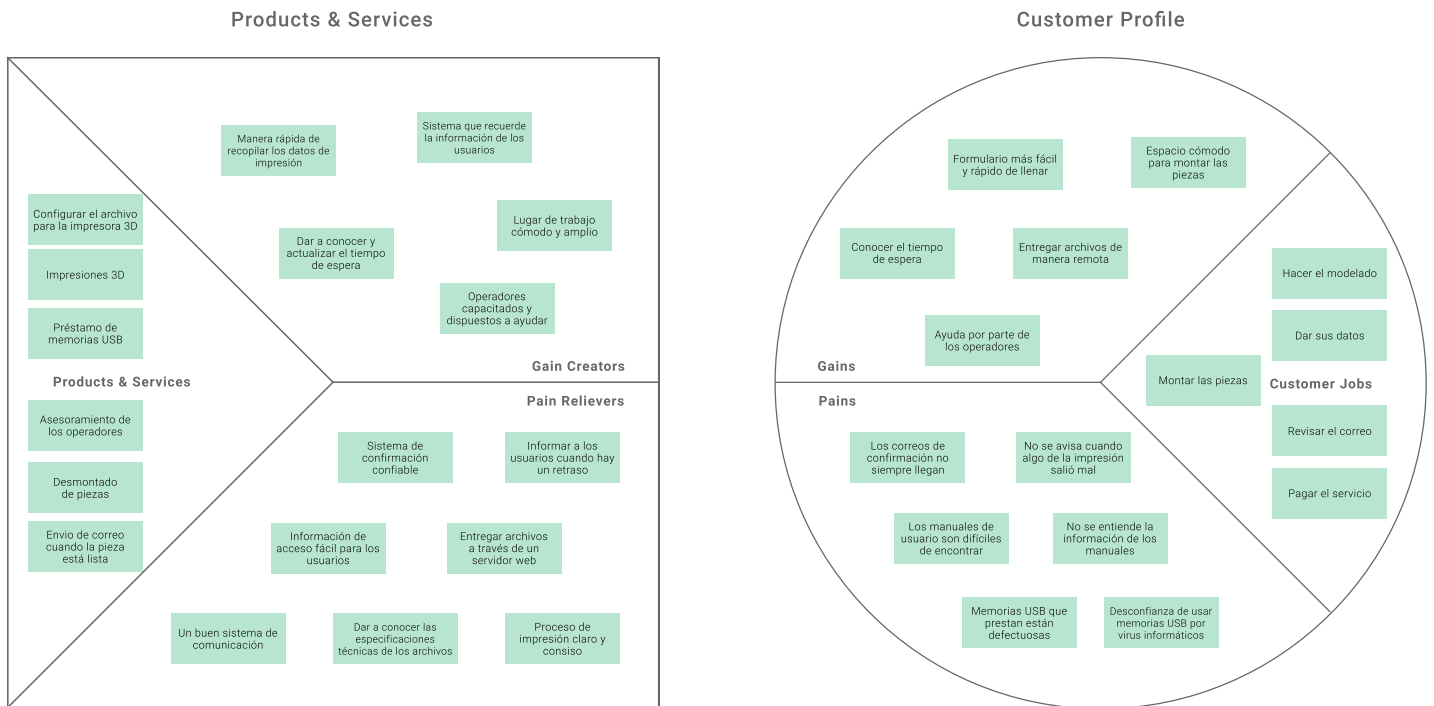 Products & Services
Manera rápida de
recopilar los datos de
impresión
Sistema que recuerde
la información de los
usuarios
Dar a conocer y
actualizar el tiempo
de espera
Lugar de trabajo
cómodo y amplio
Operadores
capacitados y
dispuestos a ayudar
Gain Creators
Configurar el archivo
para la impresora 3D
Impresiones 3D
Préstamo de
memorias USB
Products & Services
Asesoramiento de
los operadores
Desmontado
de piezas
Envio de correo
cuando la pieza
está lista
Pain Relievers
Sistema de
confirmación
confiable
Informar a los
usuarios cuando hay
un retraso
Información de
acceso fácil para los
usuarios
Entregar archivos
a través de un
servidor web
Un buen sistema de
comunicación
Dar a conocer las
especificaciones
técnicas de los archivos
Proceso de
impresión claro y
consiso
Customer Profile
Formulario más fácil
y rápido de llenar
Espacio cómodo
para montar las
piezas
Conocer el tiempo
de espera
Entregar archivos de
manera remota
Ayuda por parte de
los operadores
Gains
Hacer el modelado
Dar sus datos
Montar las piezas
Customer Jobs
Revisar el correo
Pagar el servicio
Pains
Los correos de
confirmación no
siempre llegan
No se avisa cuando
algo de la impresión
salió mal
Los manuales de
usuario son difíciles
de encontrar
No se entiende la
información de los
manuales
Memorias USB que
prestan están
defectuosas
Desconfianza de usar
memorias USB por
virus informáticos